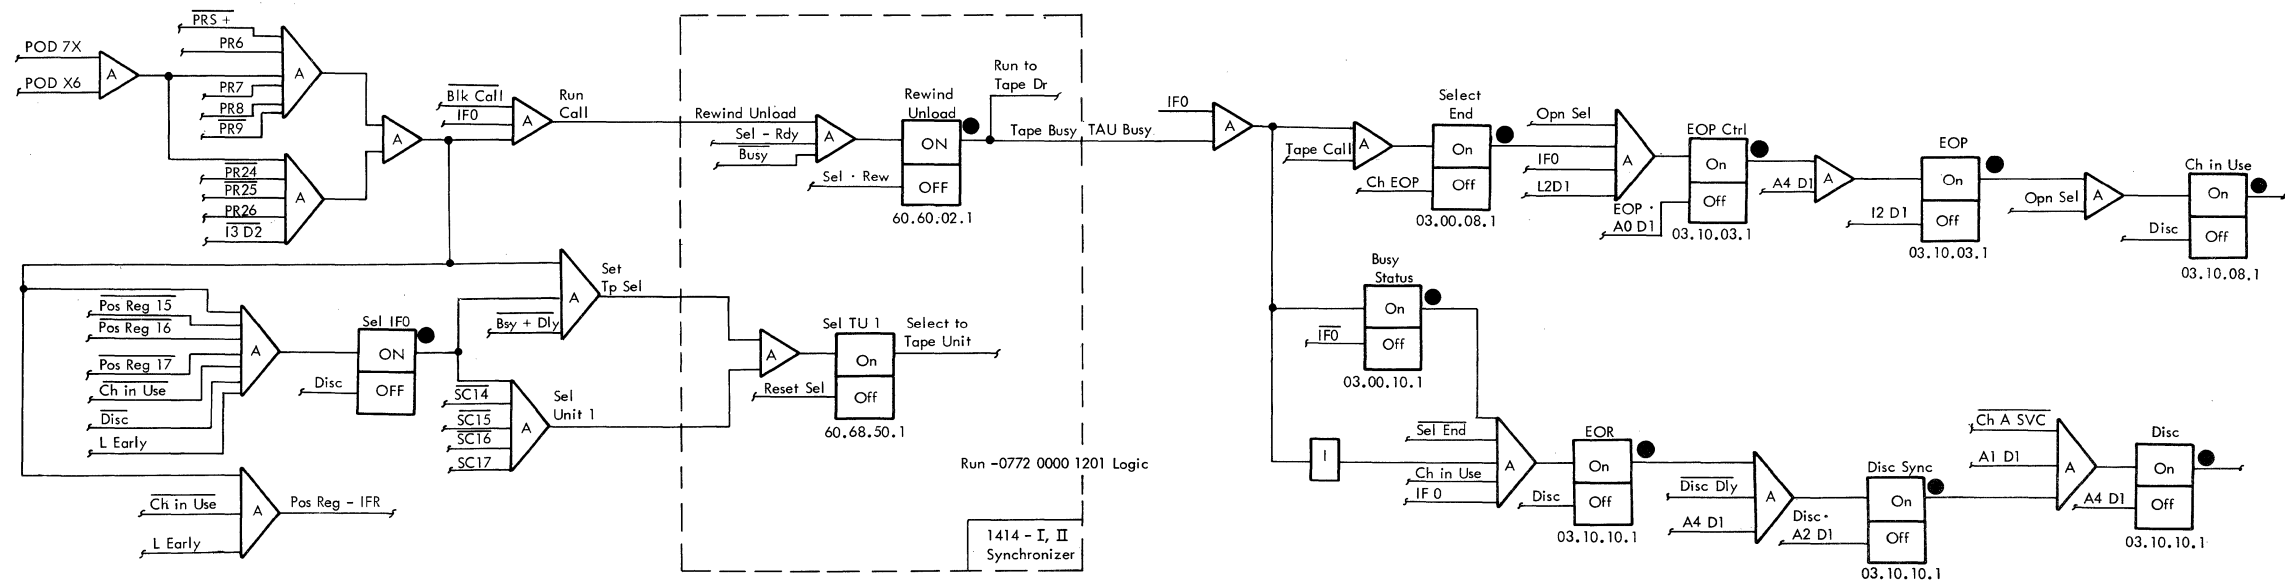 POD 7X
POD X6
A
PRS +
PR6
PR7
PR8
PR9
A
PR24
PR25
PR26
I3 D2
A
A
Blk Call
IF0
A
Run
Call
Rewind Unload
Sel - Rdy
Busy
A
Sel · Rew
Rewind
Unload
ON
OFF
60.60.02.1
Run to
Tape Dr
Tape Busy
TAU Busy
IF0
A
Tape Call
A
Ch EOP
Select
End
On
Off
03.00.08.1
Opn Sel
IF0
L2D1
A
EOP ·
A0 D1
EOP Ctrl
On
Off
03.10.03.1
A4 D1
A
I2 D1
EOP
On
Off
03.10.03.1
Opn Sel
A
Disc
Ch in Use
On
Off
03.10.08.1
Pos Reg 15
Pos Reg 16
Pos Reg 17
Ch in Use
Disc
L Early
A
Sel IF0
ON
OFF
Disc
Bsy + Dly
A
Set
Tp Sel
SC14
SC15
SC16
SC17
A
Sel
Unit 1
A
Reset Sel
Sel TU 1
On
Off
60.68.50.1
Select to
Tape Unit
Ch in Use
L Early
A
Pos Reg - IFR
Run -0772 0000 1201 Logic
1414 - I, II
Synchronizer
Busy
Status
On
Off
IF0
03.00.10.1
I
Sel End
Ch in Use
IF 0
A
Disc
EOR
On
Off
03.10.10.1
Disc Dly
A4 D1
A
Disc·
A2 D1
Disc Sync
On
Off
03.10.10.1
Ch A SVC
A1 D1
A
A4 D1
Disc
On
Off
03.10.10.1